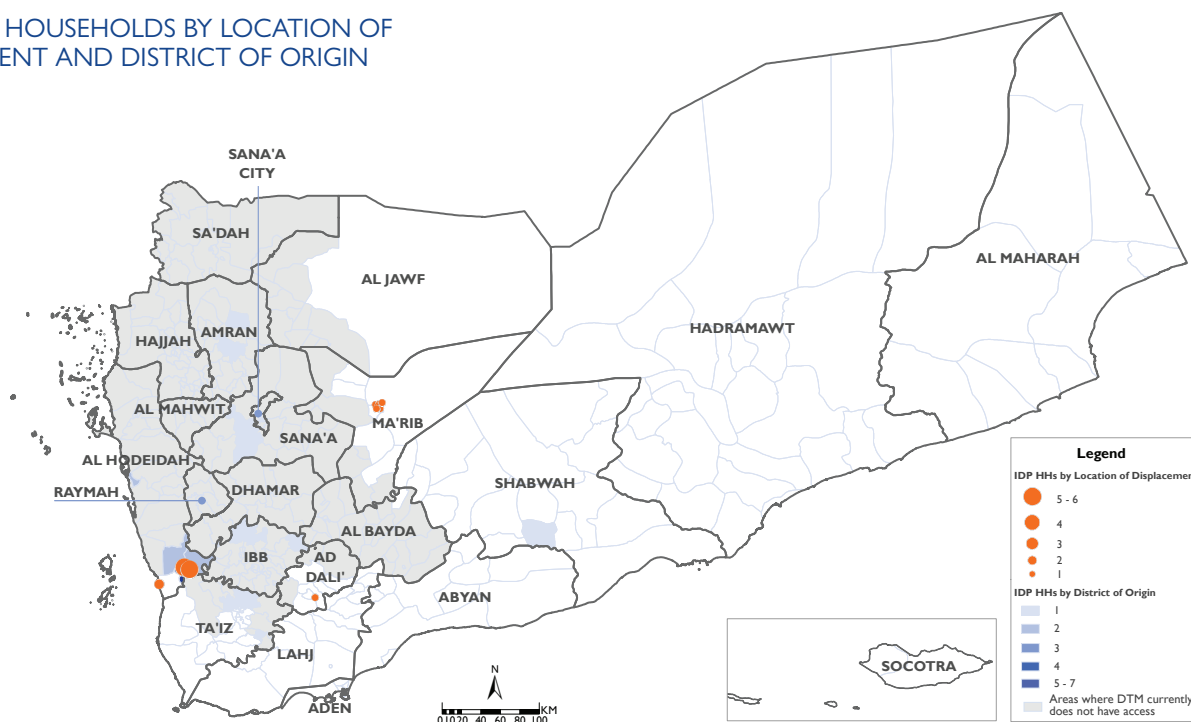 HOUSEHOLDS BY LOCATION OF
ENT AND DISTRICT OF ORIGIN
SANA'A
CITY
SA'DAH
AL JAWF
AL MAHARAH
HADRAMAWT
AMRAN
HAJJAH
AL MAHWIT
MA'RIB
SANA'A
AL HODEIDAH
RAYMAH
DHAMAR
SHABWAH
AL BAYDA
IBB
AD
DALI'
ABYAN
TA'IZ
LAHJ
ADEN
SOCOTRA
N
0 10 20 40 60 80 100 KM
Legend
IDP HHs by Location of Displacemen
5 - 6
4
3
2
1
IDP HHs by District of Origin
1
2
3
4
5 - 7
Areas where DTM currently
does not have access